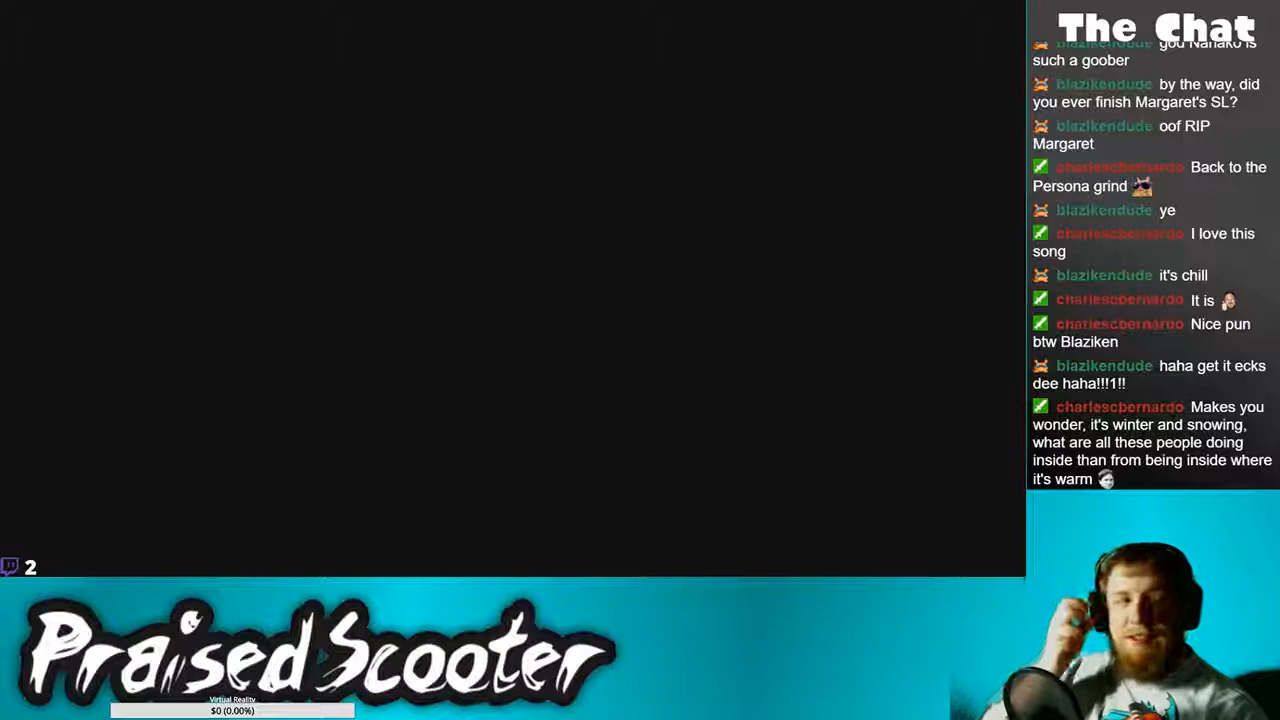 The Chat
blazikendude god Nanako is
such a goober
blazikendude by the way, did
you ever finish Margaret's SL?
blazikendude oof RIP
Margaret
charlescbernardo Back to the
Persona grind
blazikendude ye
charlescbernardo I love this
song
blazikendude it's chill
charlescbernardo It is
charlescbernardo Nice pun
btw Blaziken
blazikendude haha get it ecks
dee haha!!!1!!
charlescbernardo Makes you
wonder, it's winter and snowing,
what are all these people doing
inside than from being inside where
it's warm
2
PraisedScooter
Virtual Reality
$0 (0.00%)